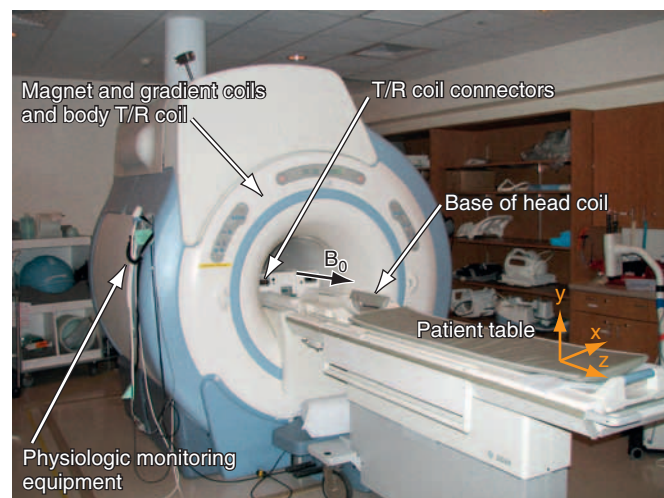 Magnet and gradient coils
and body T/R coil
T/R coil connectors
Base of head coil
B0
y
x
Patient table
z
Physiologic monitoring
equipment